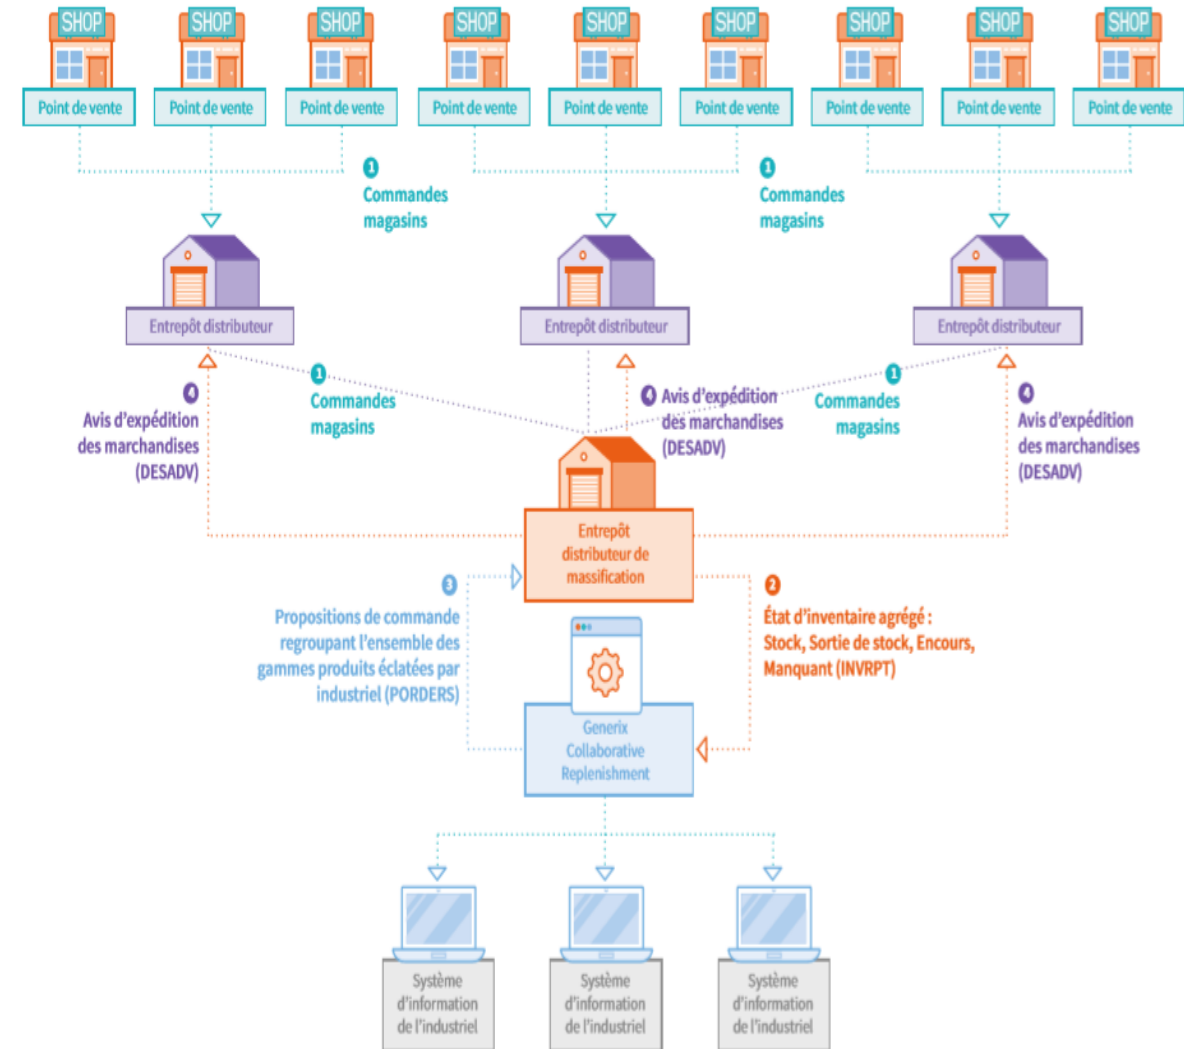 SHOP SHOP SHOP SHOP SHOP SHOP SHOP SHOP SHOP
Point de vente Point de vente Point de vente Point de vente Point de vente Point de vente Point de vente Point de vente Point de vente
1
Commandes
magasins
1
Commandes
magasins
Entrepôt distributeur
Entrepôt distributeur
Entrepôt distributeur
4
Avis d'expédition
des marchandises
(DESADV)
1
Commandes
magasins
4 Avis d'expédition
des marchandises
(DESADV)
1
Commandes
magasins
4
Avis d'expédition
des marchandises
(DESADV)
Entrepôt
distributeur de
massification
3
Propositions de commande
regroupant l'ensemble des
gammes produits éclatées par
industriel (PORDERS)
2
État d'inventaire agrégé :
Stock, Sortie de stock, Encours,
Manquant (INVRPT)
Generix
Collaborative
Replenishment
Système
d'information
de l'industriel
Système
d'information
de l'industriel
Système
d'information
de l'industriel